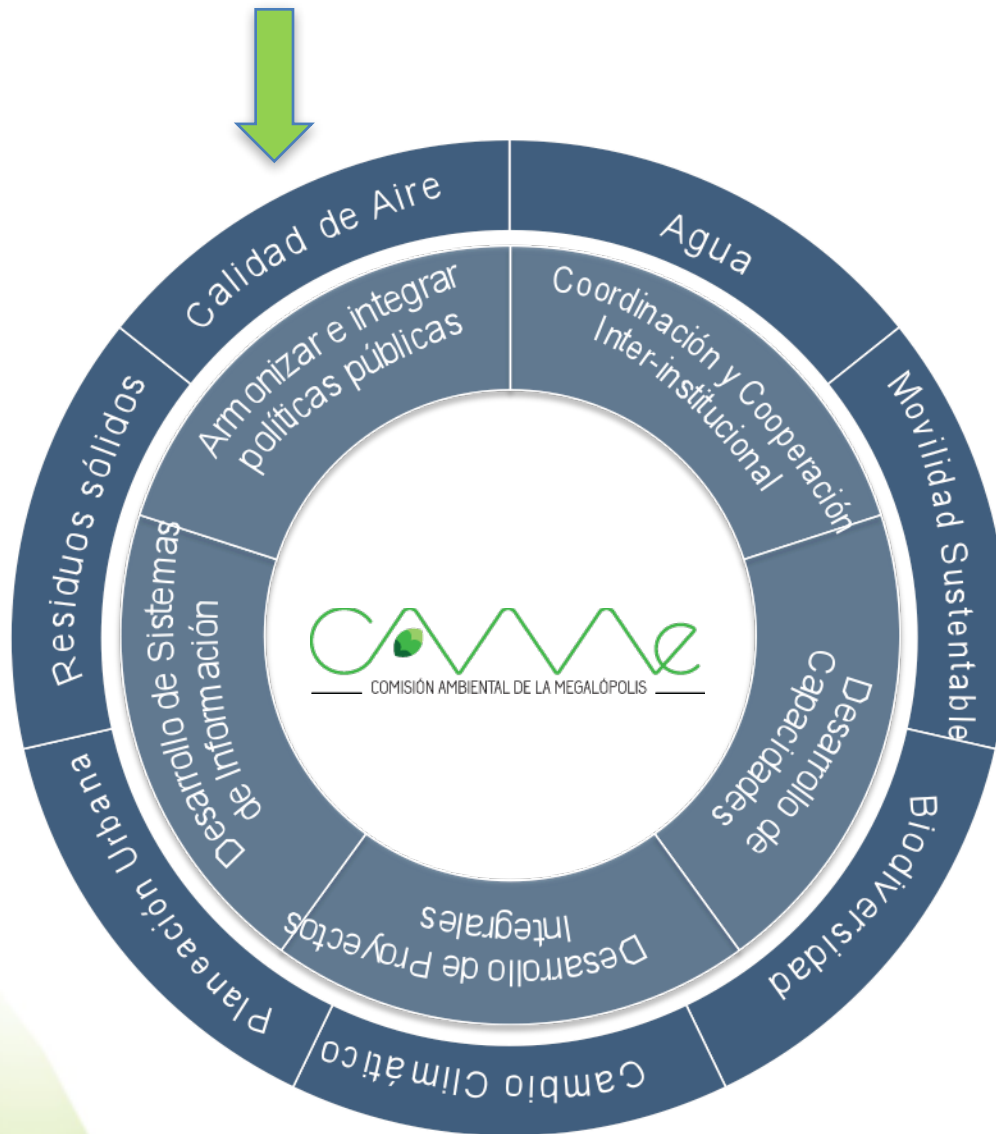 Calidad de Aire
Agua
Movilidad Sustentable
Biodiversidad
Cambio Climático
Planeación Urbana
Residuos sólidos
Armonizar e integrar
políticas públicas
Coordinación y Cooperación
Inter-institucional
Desarrollo de
Capacidades
Desarrollo de Proyectos
Integrales
Desarrollo de Sistemas
de Información
CAMe
COMISIÓN AMBIENTAL DE LA MEGALÓPOLIS